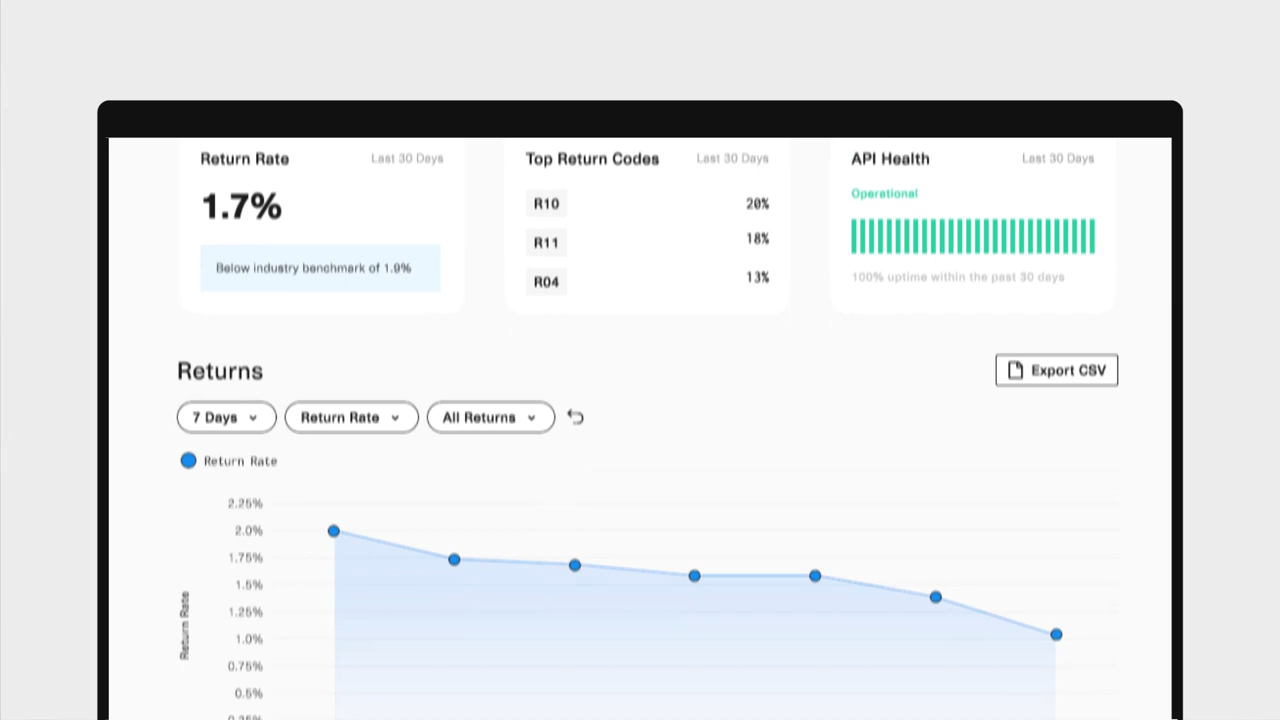 Return Rate Last 30 Days
1.7%
Below industry benchmark of 1.9%
Top Return Codes Last 30 Days
R10 20%
R11 18%
R04 13%
API Health Last 30 Days
Operational
100% uptime within the past 30 days
Returns
Export CSV
7 Days Return Rate All Returns
Return Rate
2.25%
2.0%
1.75%
1.5%
1.25%
1.0%
0.75%
0.5%
Return Rate